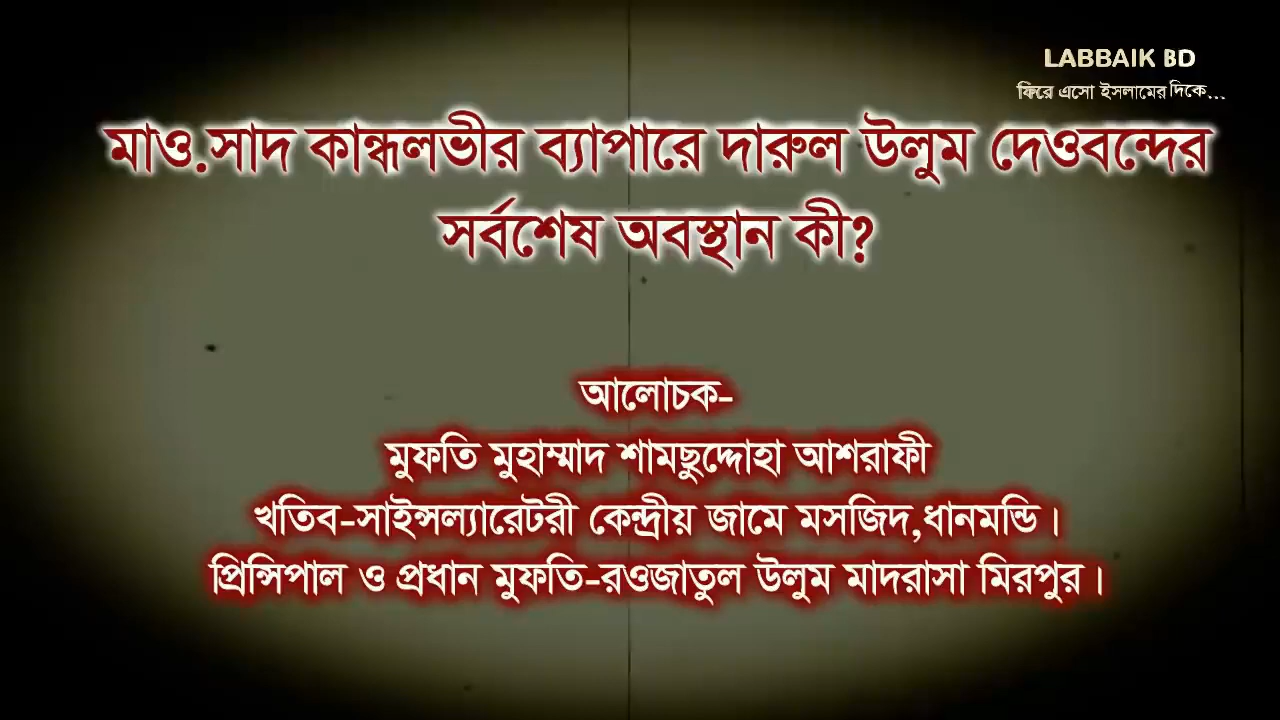 LABBAIK BD
ফিরে এসো ইসলামের দিকে...
মাও.সাদ কান্ধলভীর ব্যাপারে দারুল উলুম দেওবন্দের
সর্বশেষ অবস্থান কী?
আলোচক-
মুফতি মুহাম্মাদ শামছুদ্দোহা আশরাফী
খতিব-সাইন্সল্যারেটরী কেন্দ্রীয় জামে মসজিদ,ধানমন্ডি।
প্রিন্সিপাল ও প্রধান মুফতি-রওজাতুল উলুম মাদরাসা মিরপুর।